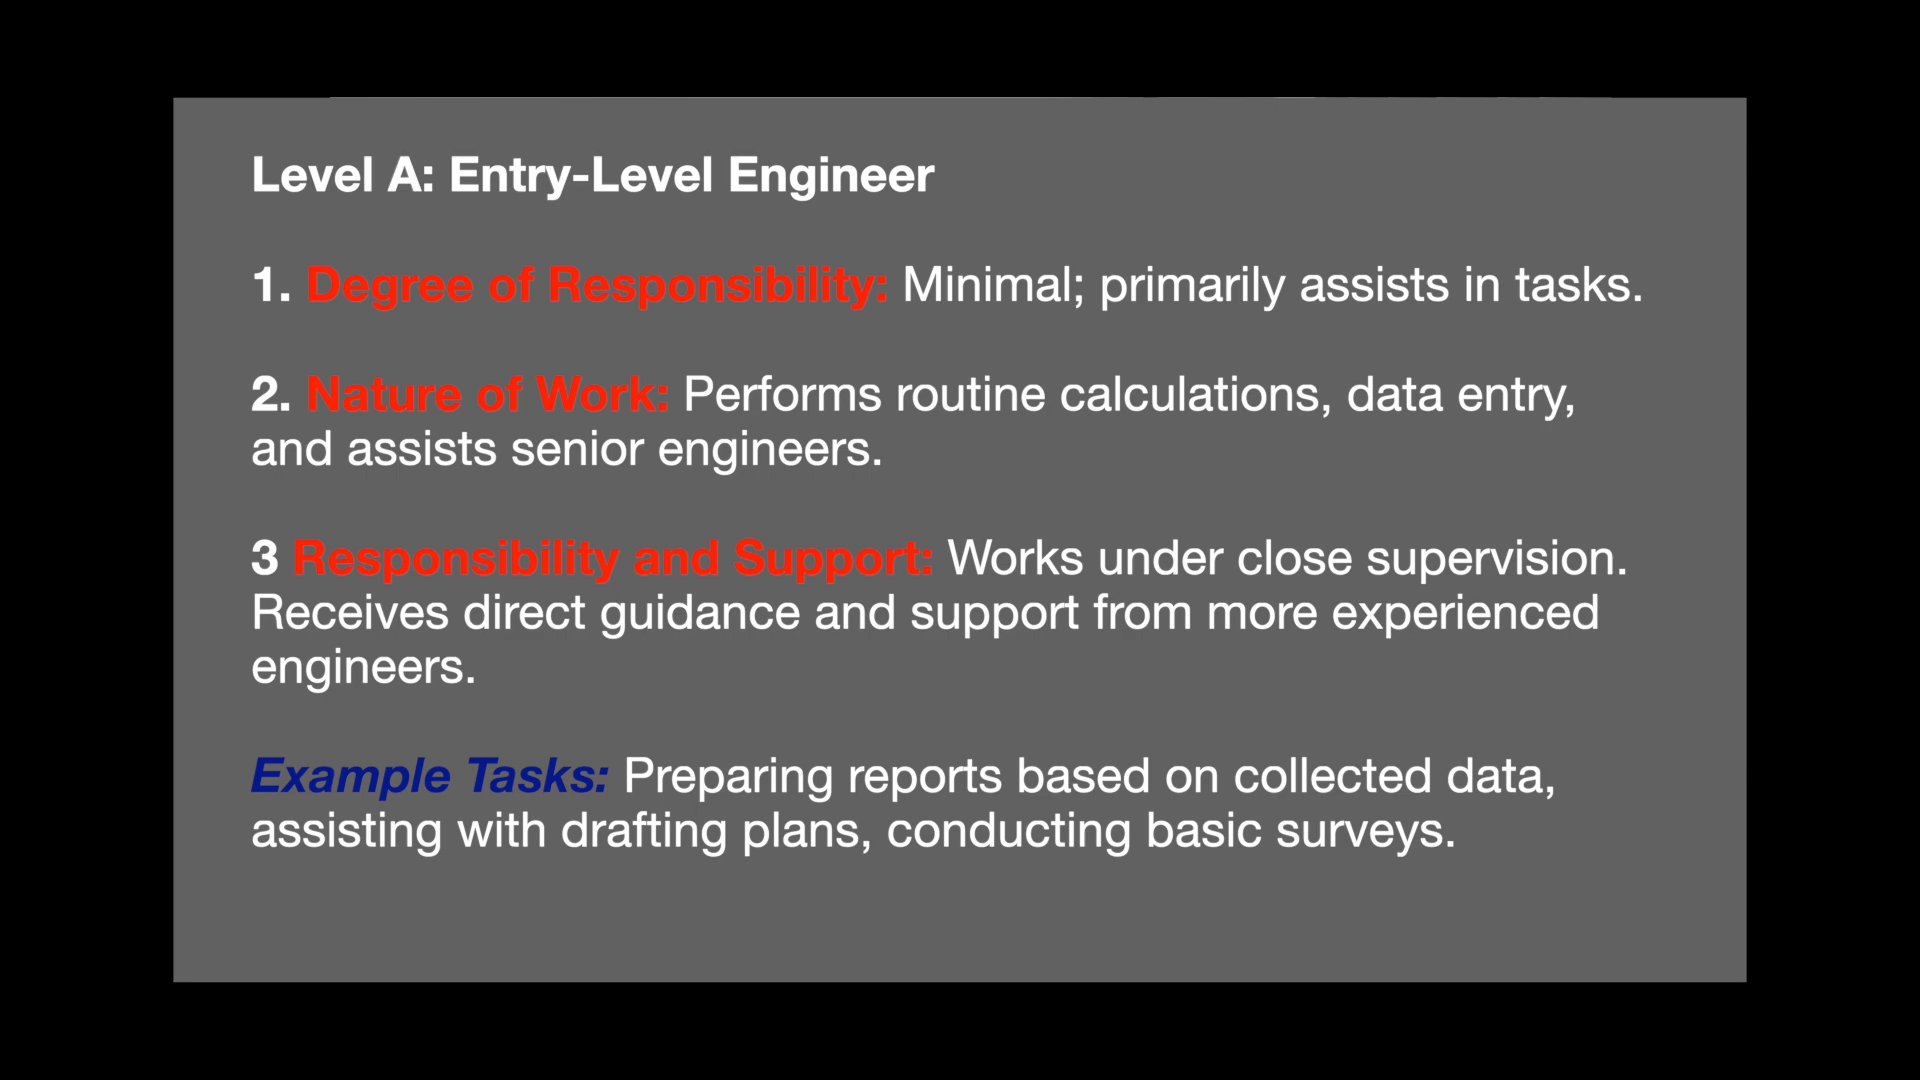 Level A: Entry-Level Engineer
1. Degree of Responsibility: Minimal; primarily assists in tasks.
2. Nature of Work: Performs routine calculations, data entry,
and assists senior engineers.
3 Responsibility and Support: Works under close supervision.
Receives direct guidance and support from more experienced
engineers.
Example Tasks: Preparing reports based on collected data,
assisting with drafting plans, conducting basic surveys.